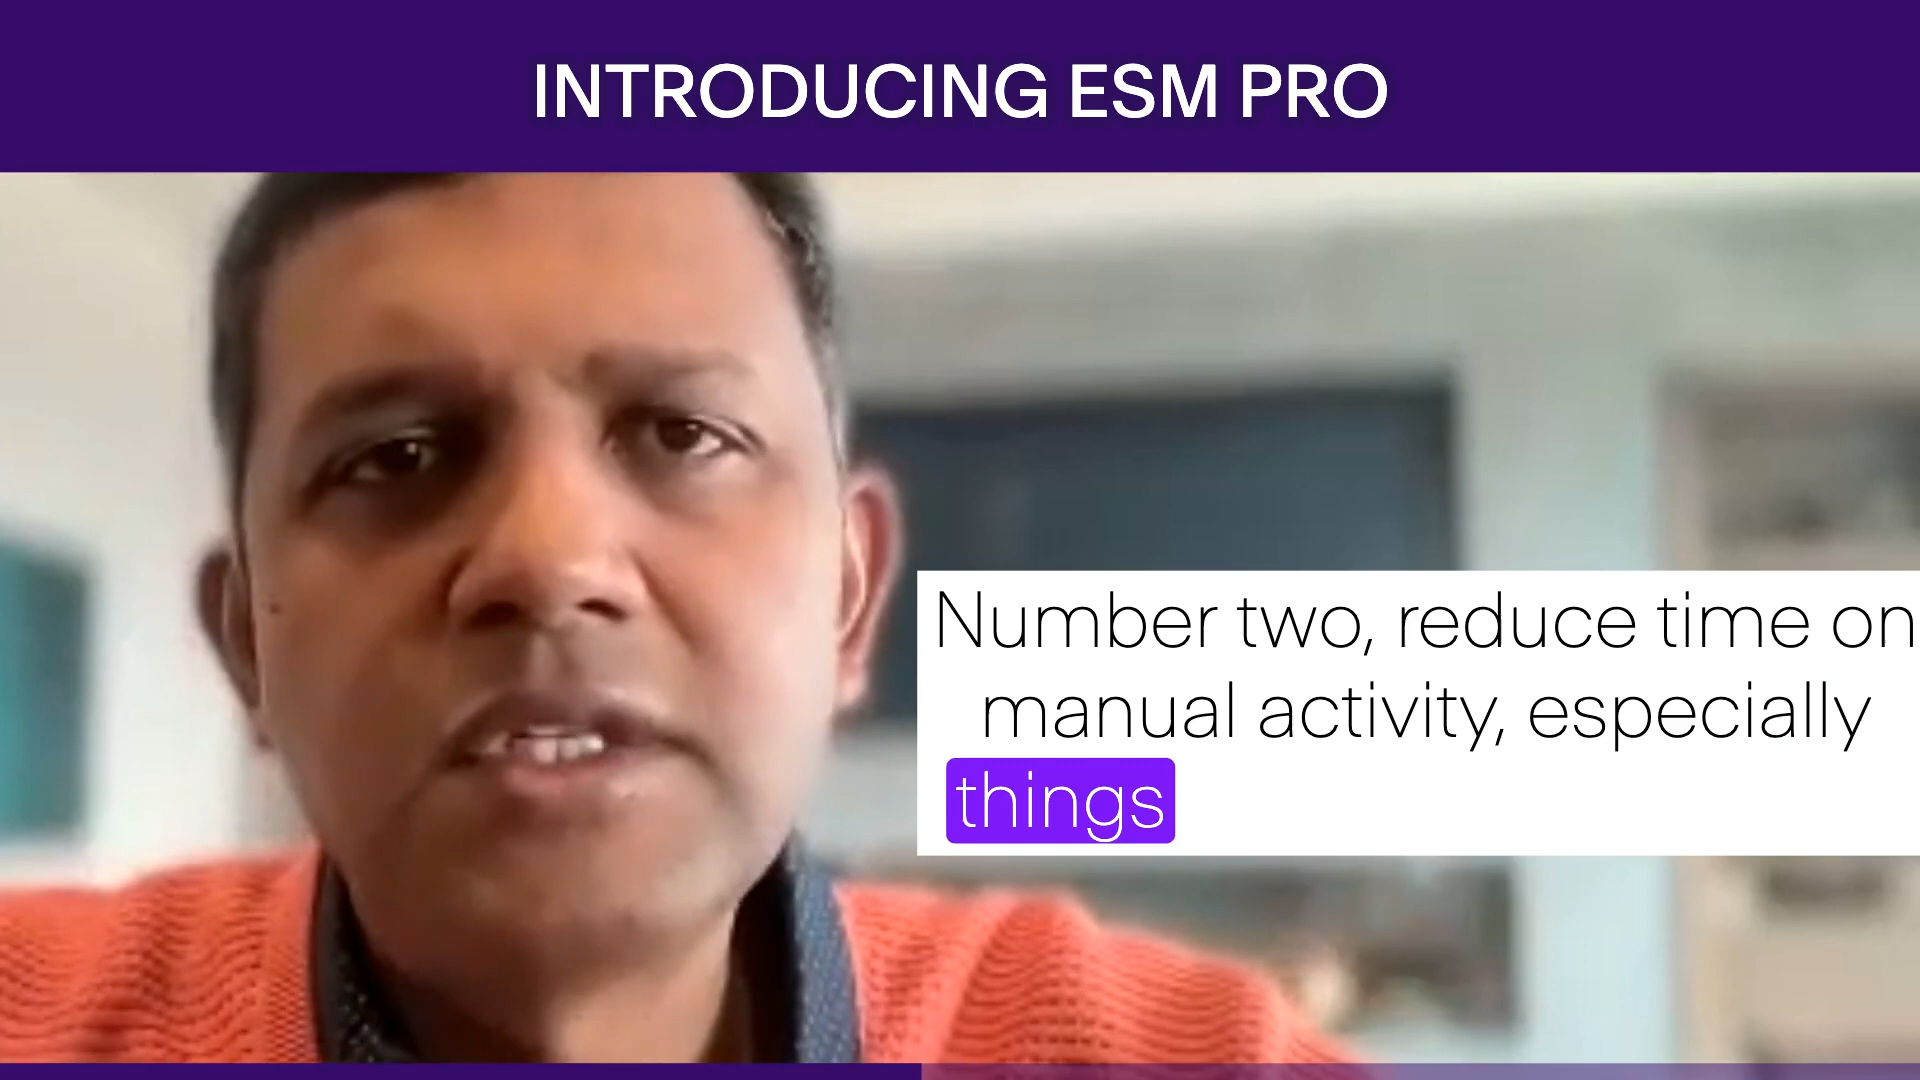 INTRODUCING ESM PRO
Number two, reduce time on
manual activity, especially
things